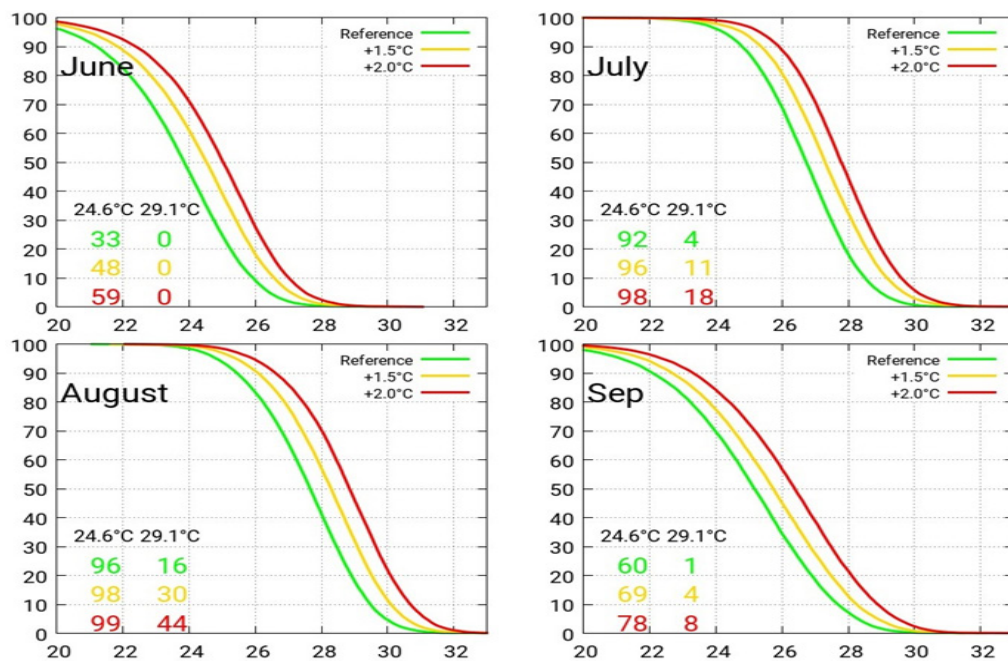 100
90
80
70
60
50
40
30
20
10
0
June
Reference
+1.5°C
+2.0°C
24.6°C 29.1°C
33 0
48 0
59 0
20 22 24 26 28 30 32
100
90
80
70
60
50
40
30
20
10
0
July
Reference
+1.5°C
+2.0°C
24.6°C 29.1°C
92 4
96 11
98 18
20 22 24 26 28 30 32
100
90
80
70
60
50
40
30
20
10
0
August
Reference
+1.5°C
+2.0°C
24.6°C 29.1°C
96 16
98 30
99 44
20 22 24 26 28 30 32
100
90
80
70
60
50
40
30
20
10
0
Sep
Reference
+1.5°C
+2.0°C
24.6°C 29.1°C
60 1
69 4
78 8
20 22 24 26 28 30 32